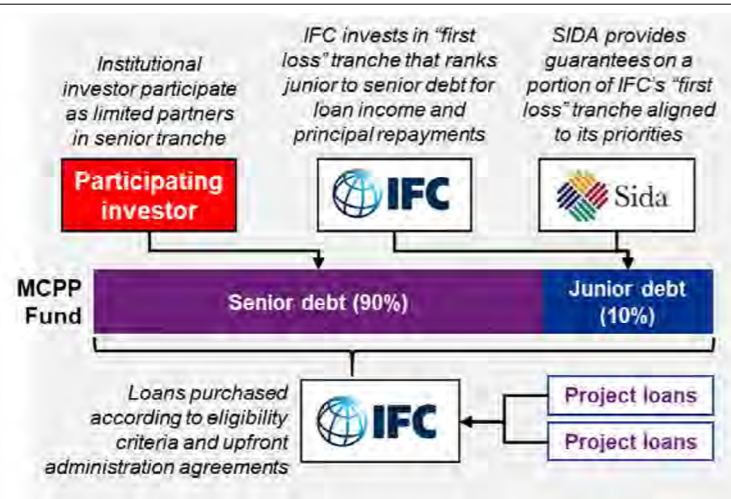 Institutional
investor participate
as limited partners
in senior tranche
IFC invests in “first
loss” tranche that ranks
junior to senior debt for
loan income and
principal repayments
SIDA provides
guarantees on a
portion of IFC’s “first
loss” tranche aligned
to its priorities
Participating
investor
IFC
Sida
MCPP
Fund
Senior debt (90%)
Junior debt
(10%)
Loans purchased
according to eligibility
criteria and upfront
administration agreements
IFC
Project loans
Project loans